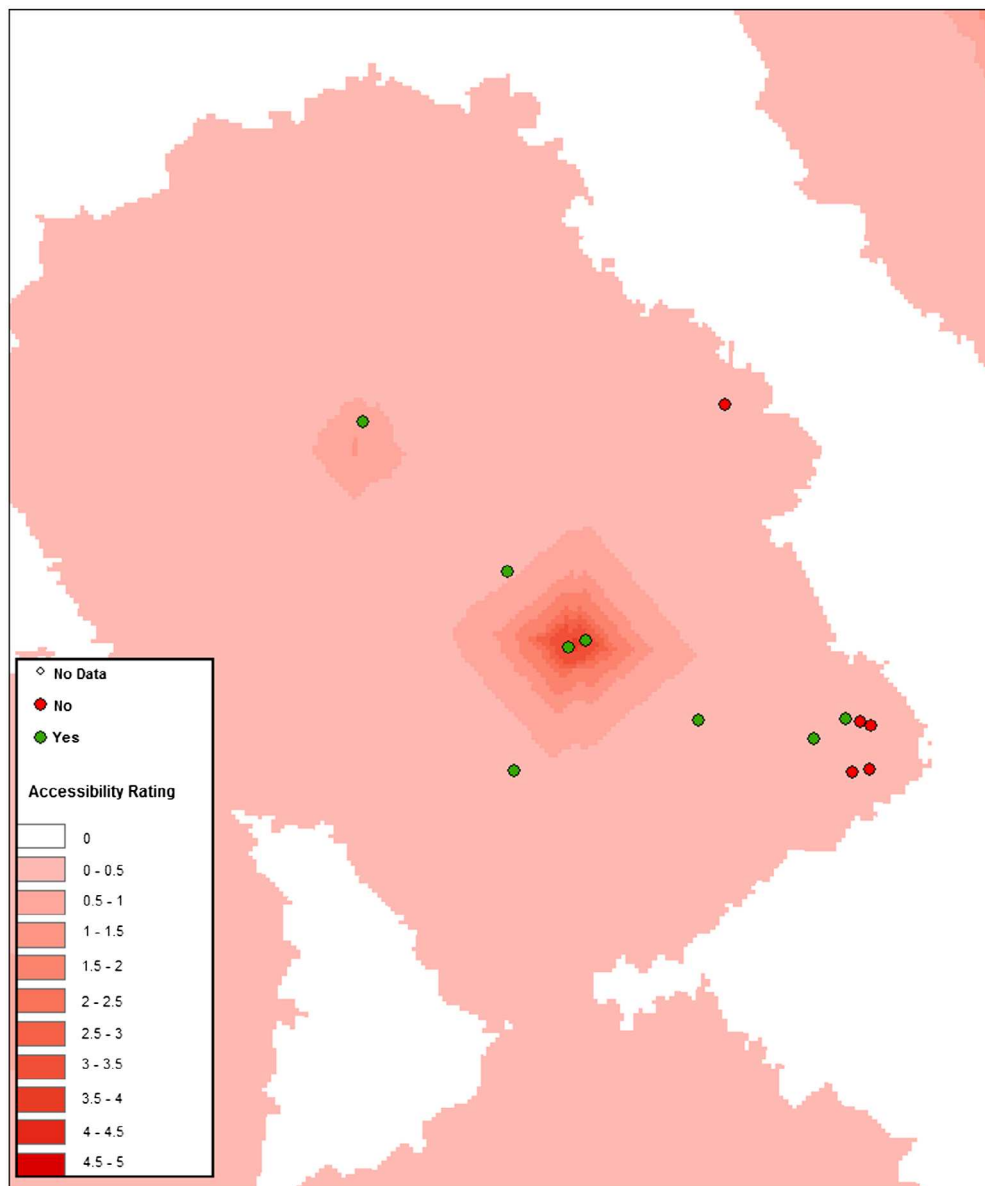 No Data
No
Yes
Accessibility Rating
0
0 - 0.5
0.5 - 1
1 - 1.5
1.5 - 2
2 - 2.5
2.5 - 3
3 - 3.5
3.5 - 4
4 - 4.5
4.5 - 5